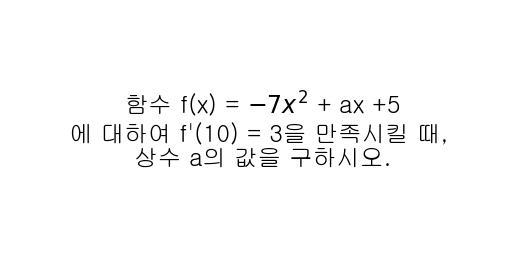 함수 f(x) = −7x² + ax +5
에 대하여 f'(10) = 3을 만족시킬 때,
상수 a의 값을 구하시오.